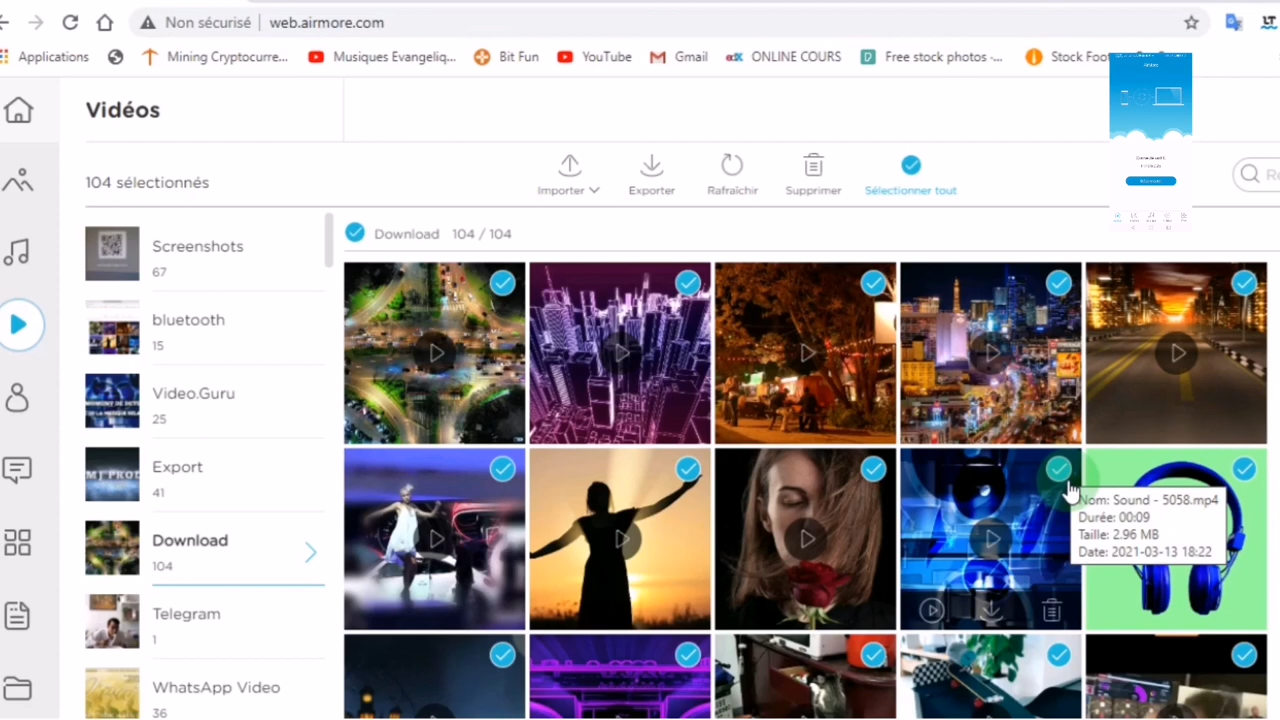 Non sécurisé | web.airmore.com
Applications
Mining Cryptocurre...
Musiques Evangeliq...
Bit Fun
YouTube
Gmail
ONLINE COURS
Free stock photos -...
LT
Vidéos
104 sélectionnés
Importer
Exporter
Rafraîchir
Supprimer
Sélectionner tout
Download 104 / 104
Screenshots
67
bluetooth
15
Video.Guru
25
Export
41
Download
104
Telegram
1
WhatsApp Video
36
Nom: Sound - 5058.mp4
Durée: 00:09
Taille: 2.96 MB
Date: 2021-03-13 18:22